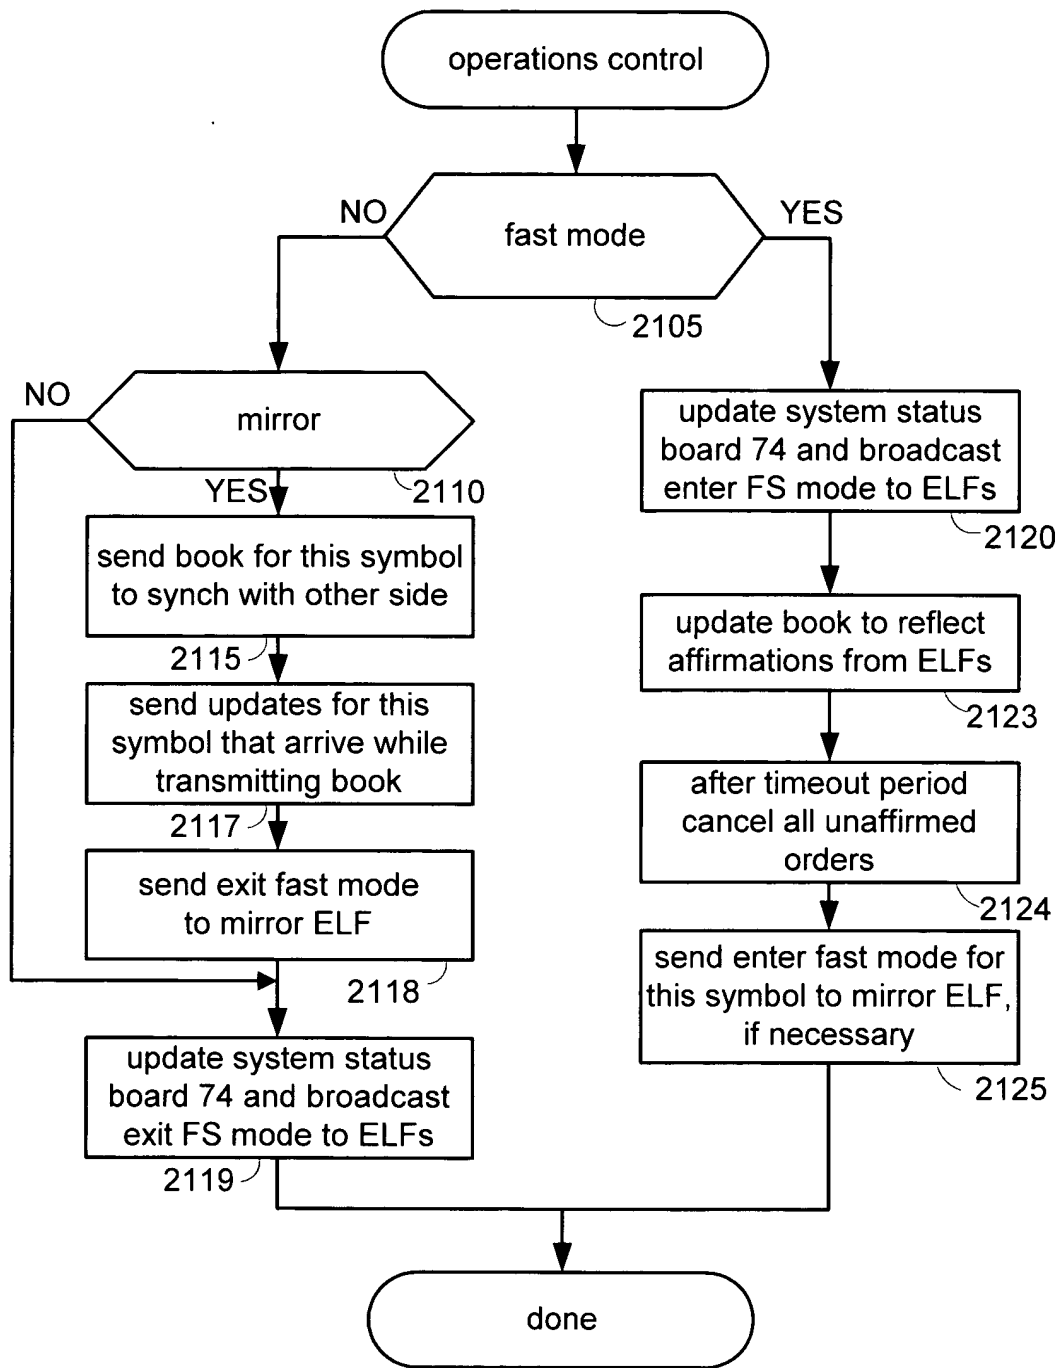 operations control
NO
YES
fast mode
2105
NO
mirror
YES
2110
update system status
board 74 and broadcast
enter FS mode to ELFs
2120
send book for this symbol
to synch with other side
2115
update book to reflect
affirmations from ELFs
2123
send updates for this
symbol that arrive while
transmitting book
2117
after timeout period
cancel all unaffirmed
orders
2124
send exit fast mode
to mirror ELF
2118
send enter fast mode for
this symbol to mirror ELF,
if necessary
2125
update system status
board 74 and broadcast
exit FS mode to ELFs
2119
done